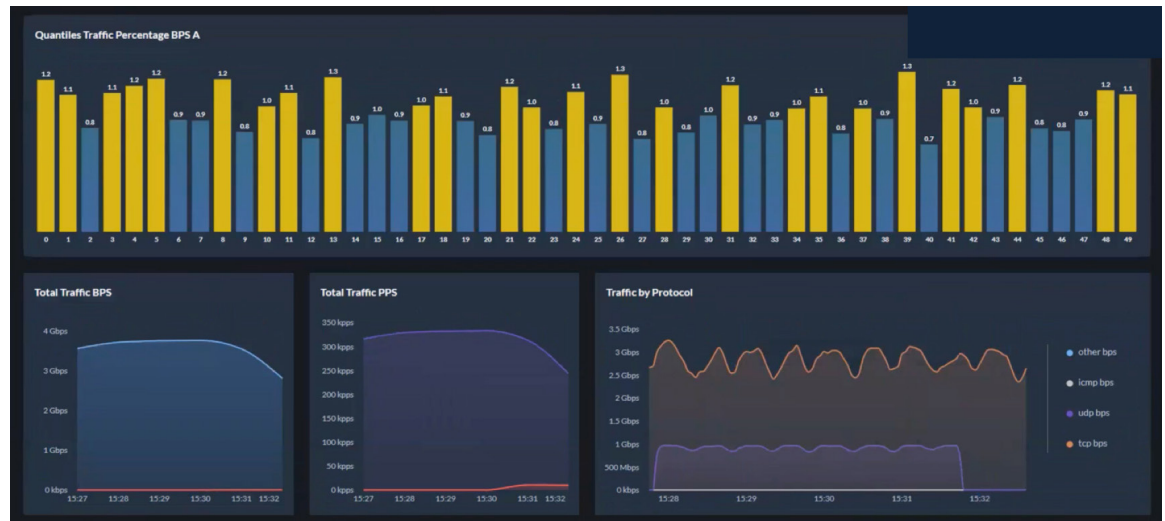 Quantiles Traffic Percentage BPS A
1.2 1.1 0.8 1.1 1.2 1.2 0.9 0.9 1.2 0.8 1.0 1.1 0.8 1.3 0.9 1.0 0.9 1.0 1.1 0.9 0.8 1.2 1.0 0.8 1.1 0.9 1.3 0.8 1.0 0.8 1.0 1.2 0.9 0.9 1.0 1.1 0.8 1.0 0.9 1.3 0.7 1.2 1.0 0.9 1.2 0.8 0.8 0.9 1.2 1.1
0 1 2 3 4 5 6 7 8 9 10 11 12 13 14 15 16 17 18 19 20 21 22 23 24 25 26 27 28 29 30 31 32 33 34 35 36 37 38 39 40 41 42 43 44 45 46 47 48 49
Total Traffic BPS
4 Gbps
3 Gbps
2 Gbps
1 Gbps
0 kbps
15:27 15:28 15:29 15:30 15:31 15:32
Total Traffic PPS
350 kpps
300 kpps
250 kpps
200 kpps
150 kpps
100 kpps
50 kpps
0 kpps
15:27 15:28 15:29 15:30 15:31 15:32
Traffic by Protocol
3.5 Gbps
3 Gbps
2.5 Gbps
2 Gbps
1.5 Gbps
1 Gbps
500 Mbps
0 kbps
15:28 15:29 15:30 15:31 15:32
other bps
icmp bps
udp bps
tcp bps